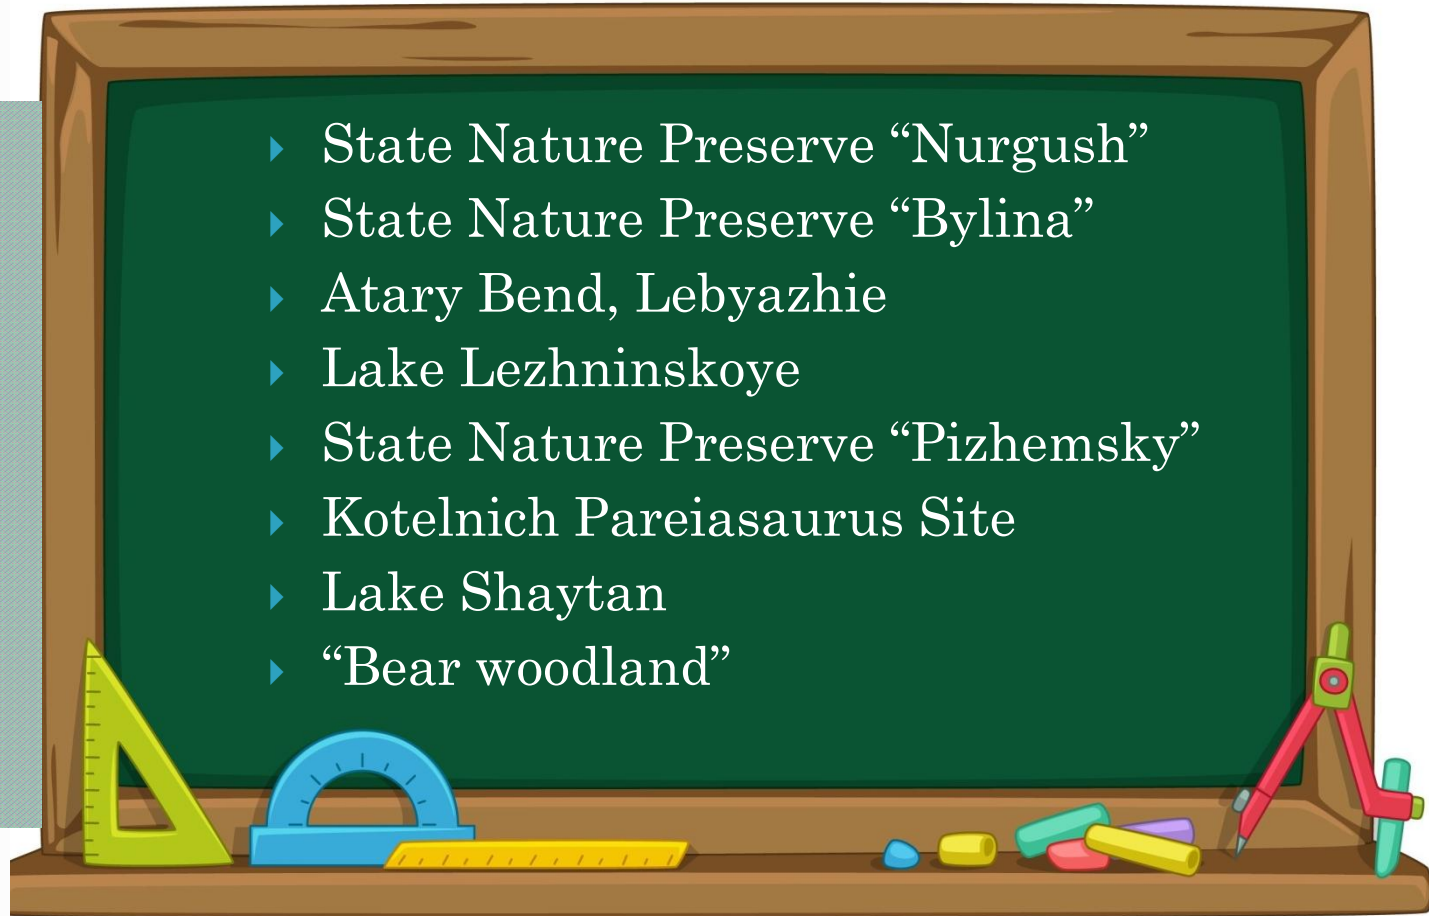 State Nature Preserve “Nurgush”
State Nature Preserve “Bylina”
Atary Bend, Lebyazhie
Lake Lezhninskoye
State Nature Preserve “Pizhemsky”
Kotelnich Pareiasaurus Site
Lake Shaytan
“Bear woodland”